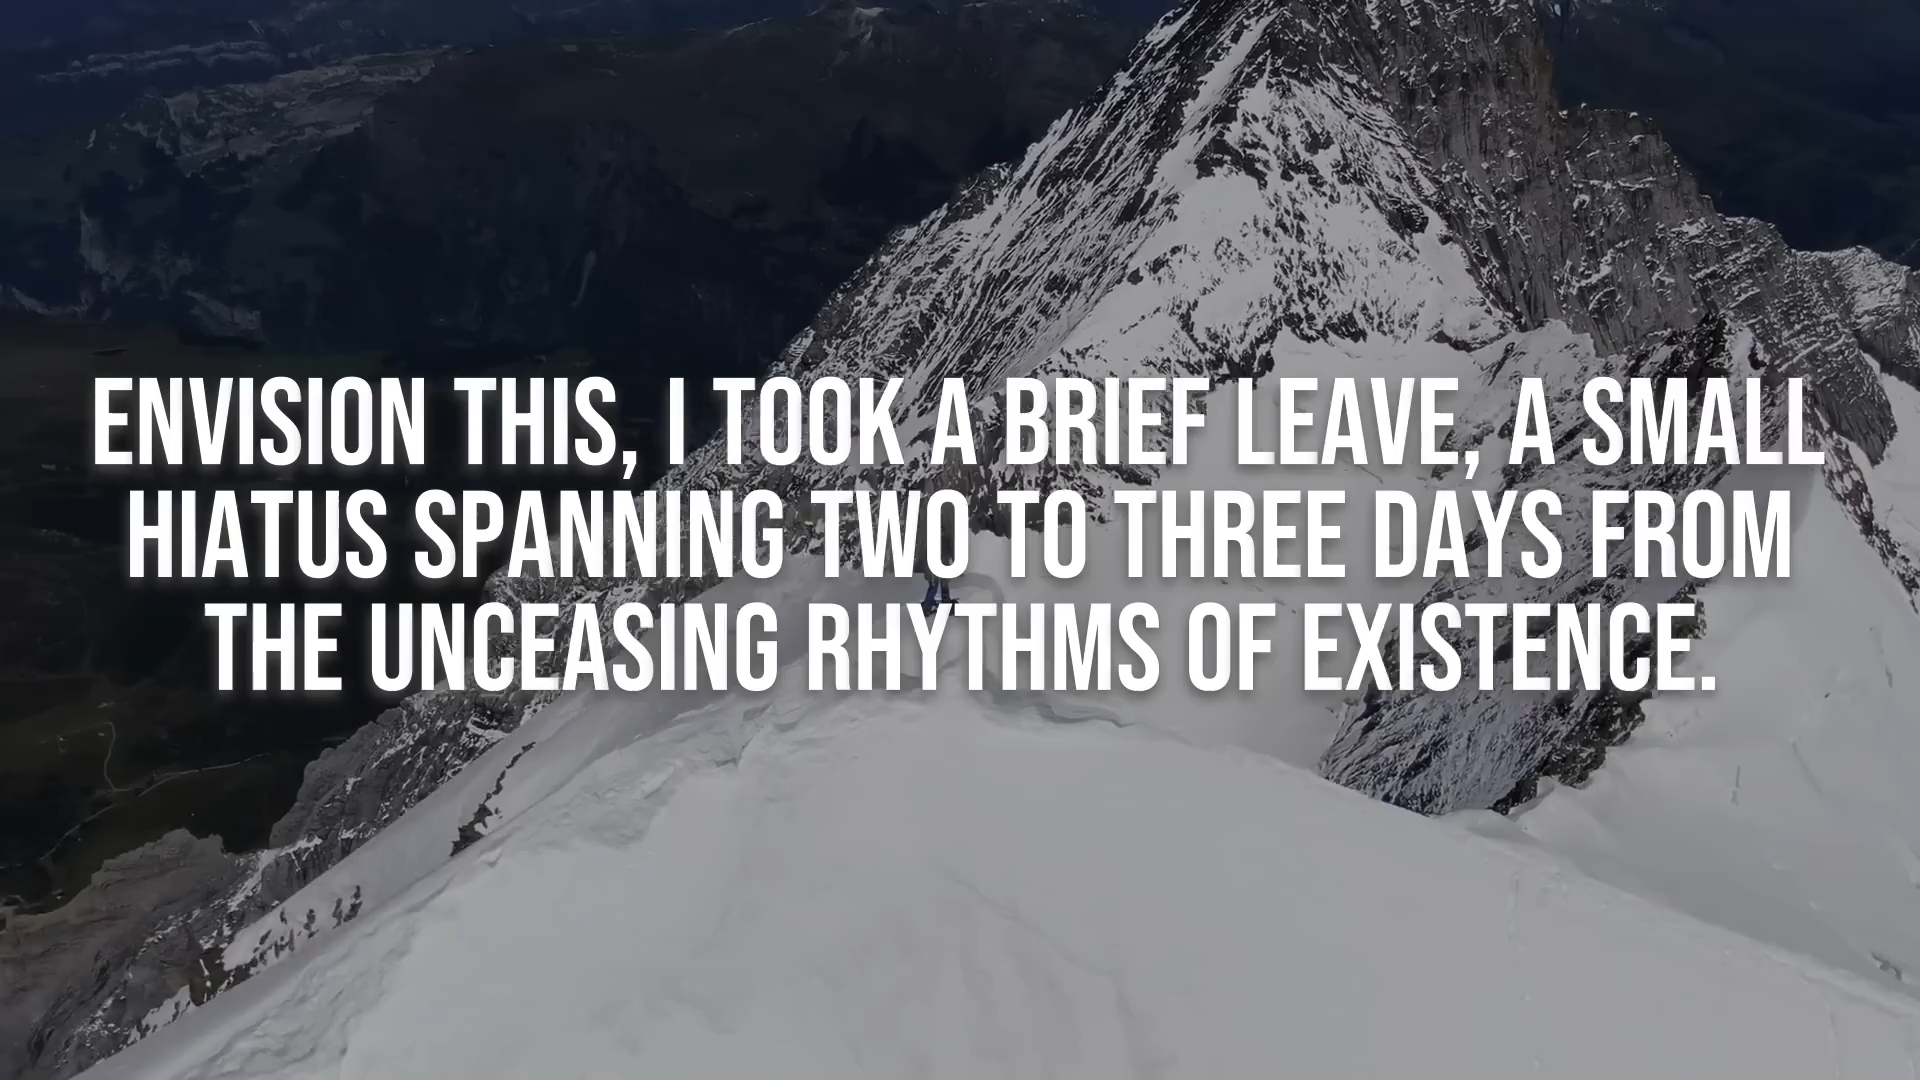 ENVISION THIS, I TOOK A BRIEF LEAVE, A SMALL
HIATUS SPANNING TWO TO THREE DAYS FROM
THE UNCEASING RHYTHMS OF EXISTENCE.